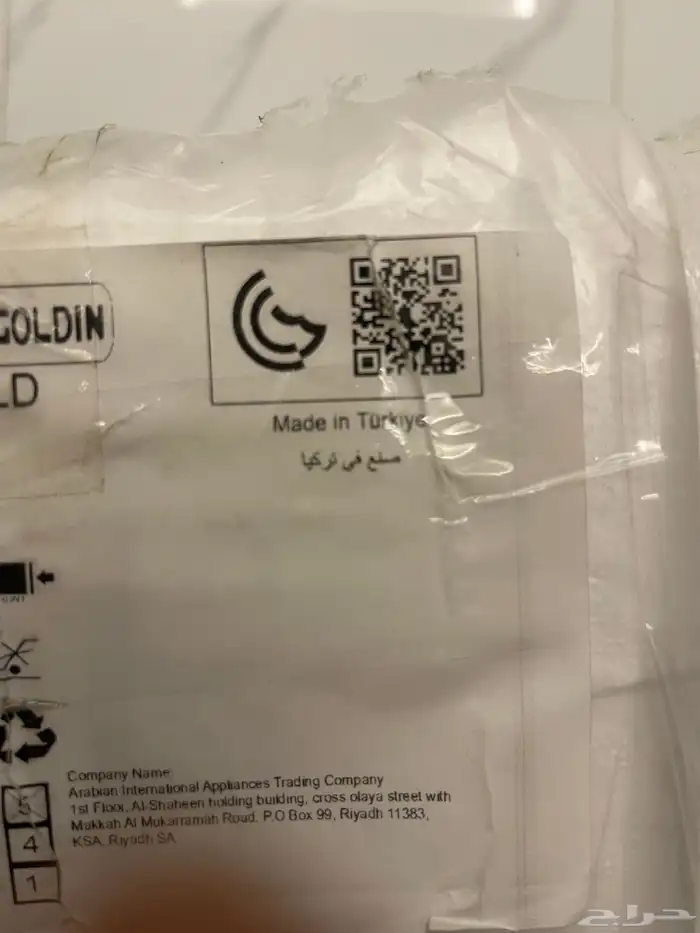 GOLDIN
LD
Made in Türkiye
صنع في تركيا
Company Name
Arabian International Appliances Trading Company
1st Floor, Al-Shaheen holding building, cross olaya street with
Makkah Al Mukarramah Road, P.O Box 99, Riyadh 11383,
KSA, Riyadh SA
5
4
1
حراج